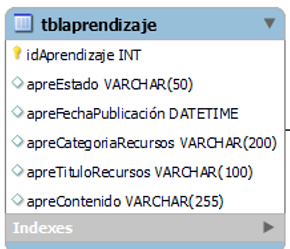 tblaprendizaje
idAprendizaje INT
apreEstado VARCHAR(50)
apreFechaPublicación DATETIME
apreCategoriaRecursos VARCHAR(200)
apreTituloRecursos VARCHAR(100)
apreContenido VARCHAR(255)
Indexes